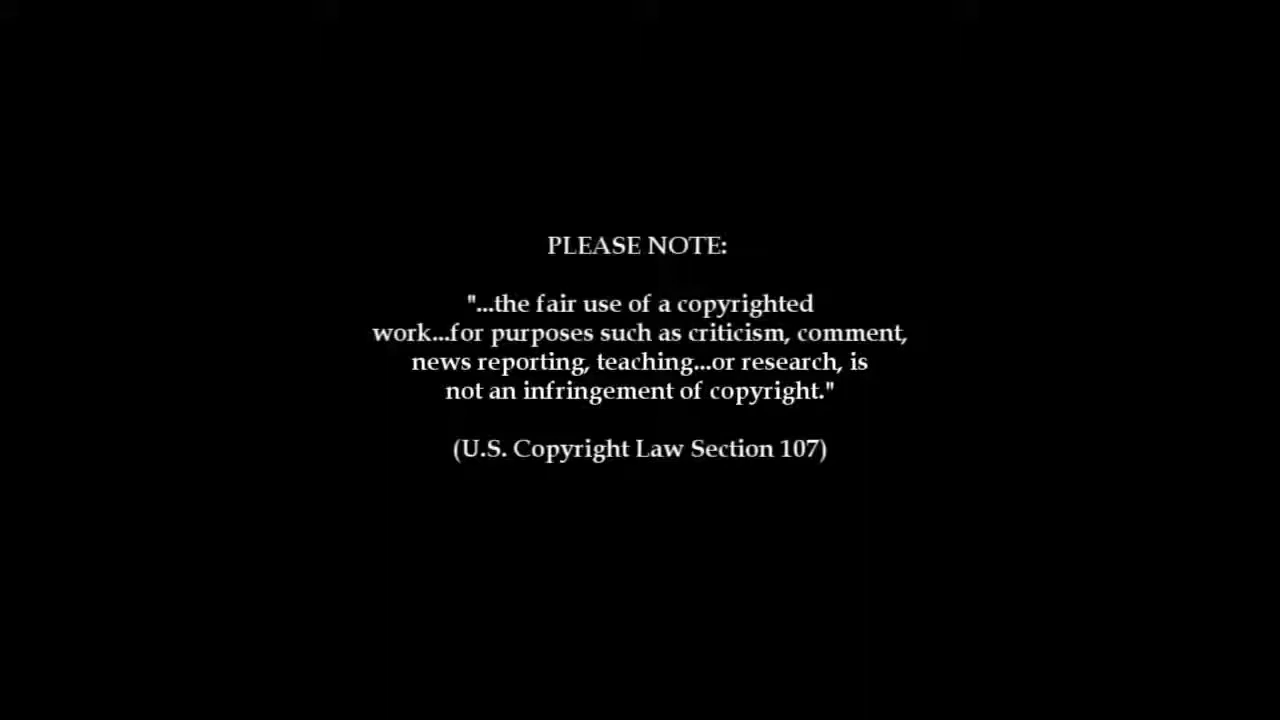 PLEASE NOTE:
"...the fair use of a copyrighted
work...for purposes such as criticism, comment,
news reporting, teaching...or research, is
not an infringement of copyright."
(U.S. Copyright Law Section 107)